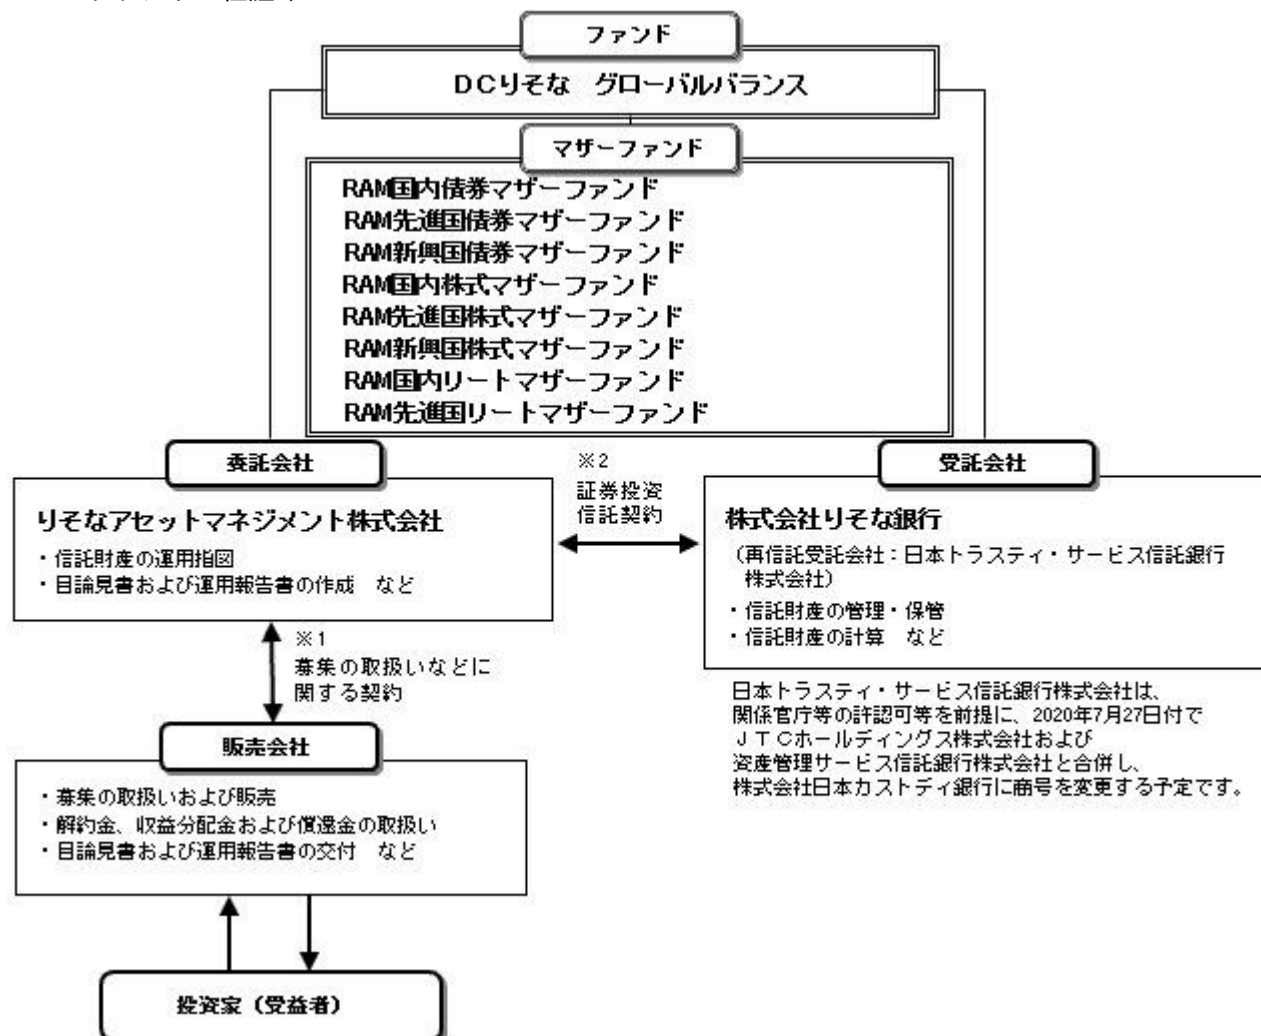 ファンド
DCりそな グローバルバランス
マザーファンド
RAM国内債券マザーファンド
RAM先進国債券マザーファンド
RAM新興国債券マザーファンド
RAM国内株式マザーファンド
RAM先進国株式マザーファンド
RAM新興国株式マザーファンド
RAM国内リートマザーファンド
RAM先進国リートマザーファンド
委託会社
りそなアセットマネジメント株式会社
・信託財産の運用指図
・目論見書および運用報告書の作成 など
※2
証券投資
信託契約
受託会社
株式会社りそな銀行
(再信託受託会社:日本トラスティ・サービス信託銀行
株式会社)
・信託財産の管理・保管
・信託財産の計算 など
日本トラスティ・サービス信託銀行株式会社は、
関係官庁等の許認可等を前提に、2020年7月27日付で
JTCホールディングス株式会社および
資産管理サービス信託銀行株式会社と合併し、
株式会社日本カストディ銀行に商号を変更する予定です。
※1
募集の取扱いなどに
関する契約
販売会社
・募集の取扱いおよび販売
・解約金、収益分配金および償還金の取扱い
・目論見書および運用報告書の交付 など
投資家(受益者)